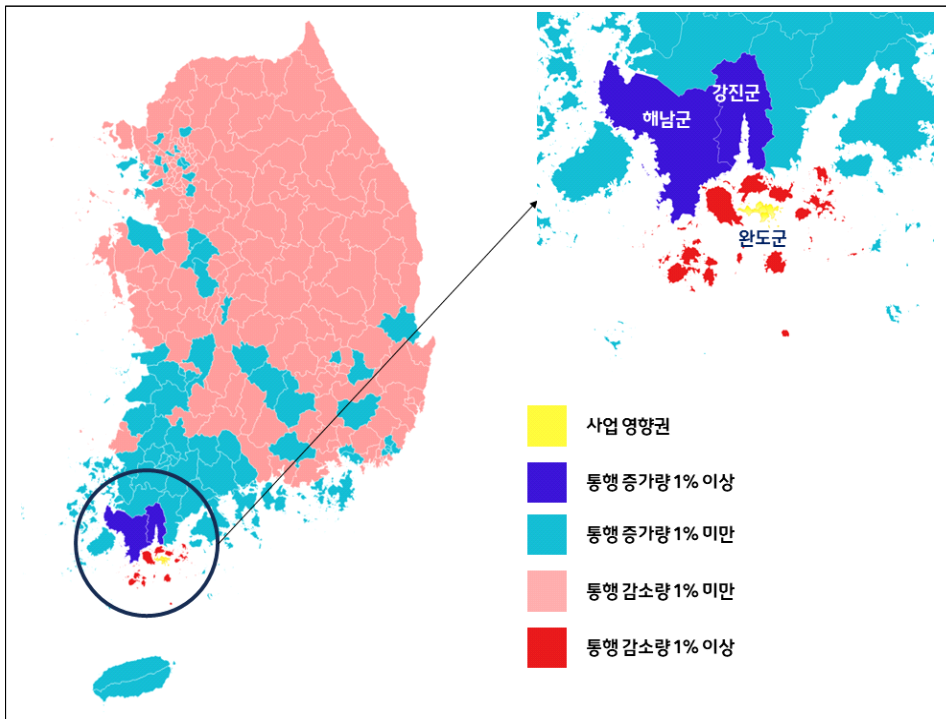 강진군
해남군
완도군
사업 영향권
통행 증가량 1% 이상
통행 증가량 1% 미만
통행 감소량 1% 미만
통행 감소량 1% 이상